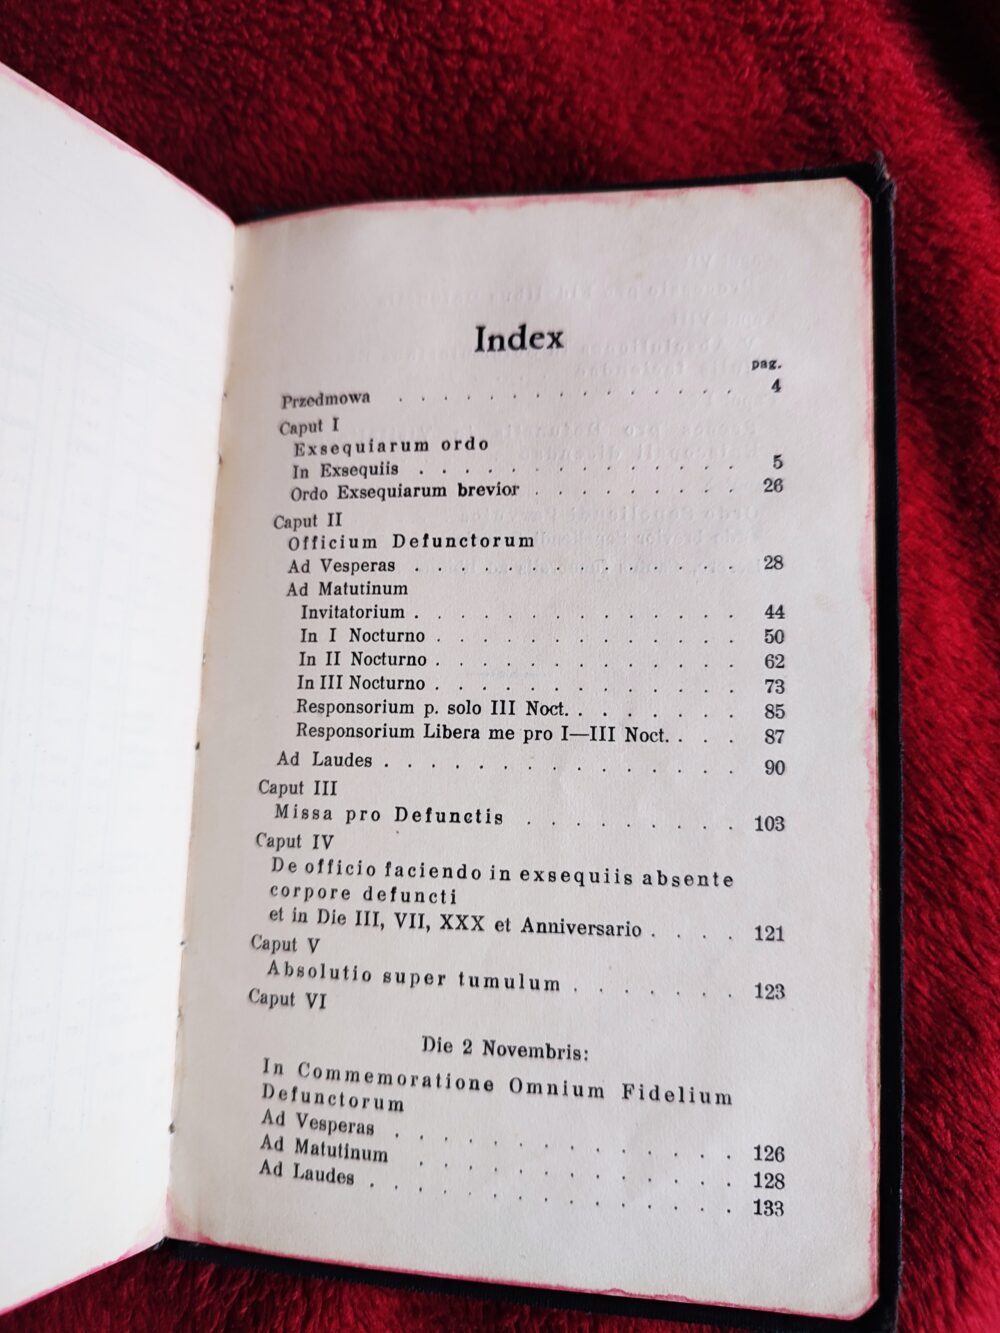 Index
pag.
Przedmowa . . . . . . . . . . . . . . . 4
Caput I
Exsequiarum ordo
In Exsequiis . . . . . . . . . . . . . . 5
Ordo Exsequiarum brevior . . . . . . . . . 26
Caput II
Officium Defunctorum
Ad Vesperas . . . . . . . . . . . . . . 28
Ad Matutinum
Invitatorium . . . . . . . . . . . . . . 44
In I Nocturno . . . . . . . . . . . . . 50
In II Nocturno . . . . . . . . . . . . . 62
In III Nocturno . . . . . . . . . . . . . 73
Responsorium p. solo III Noct. . . . . . . . 85
Responsorium Libera me pro I—III Noct. . . . 87
Ad Laudes . . . . . . . . . . . . . . . 90
Caput III
Missa pro Defunctis . . . . . . . . 103
Caput IV
De officio faciendo in exsequiis absente
corpore defuncti
et in Die III, VII, XXX et Anniversario . . . . 121
Caput V
Absolutio super tumulum . . . . . . . 123
Caput VI
Die 2 Novembris:
In Commemoratione Omnium Fidelium
Defunctorum
Ad Vesperas . . . . . . . . . . . . . . 126
Ad Matutinum . . . . . . . . . . . . . 128
Ad Laudes . . . . . . . . . . . . . . . 133